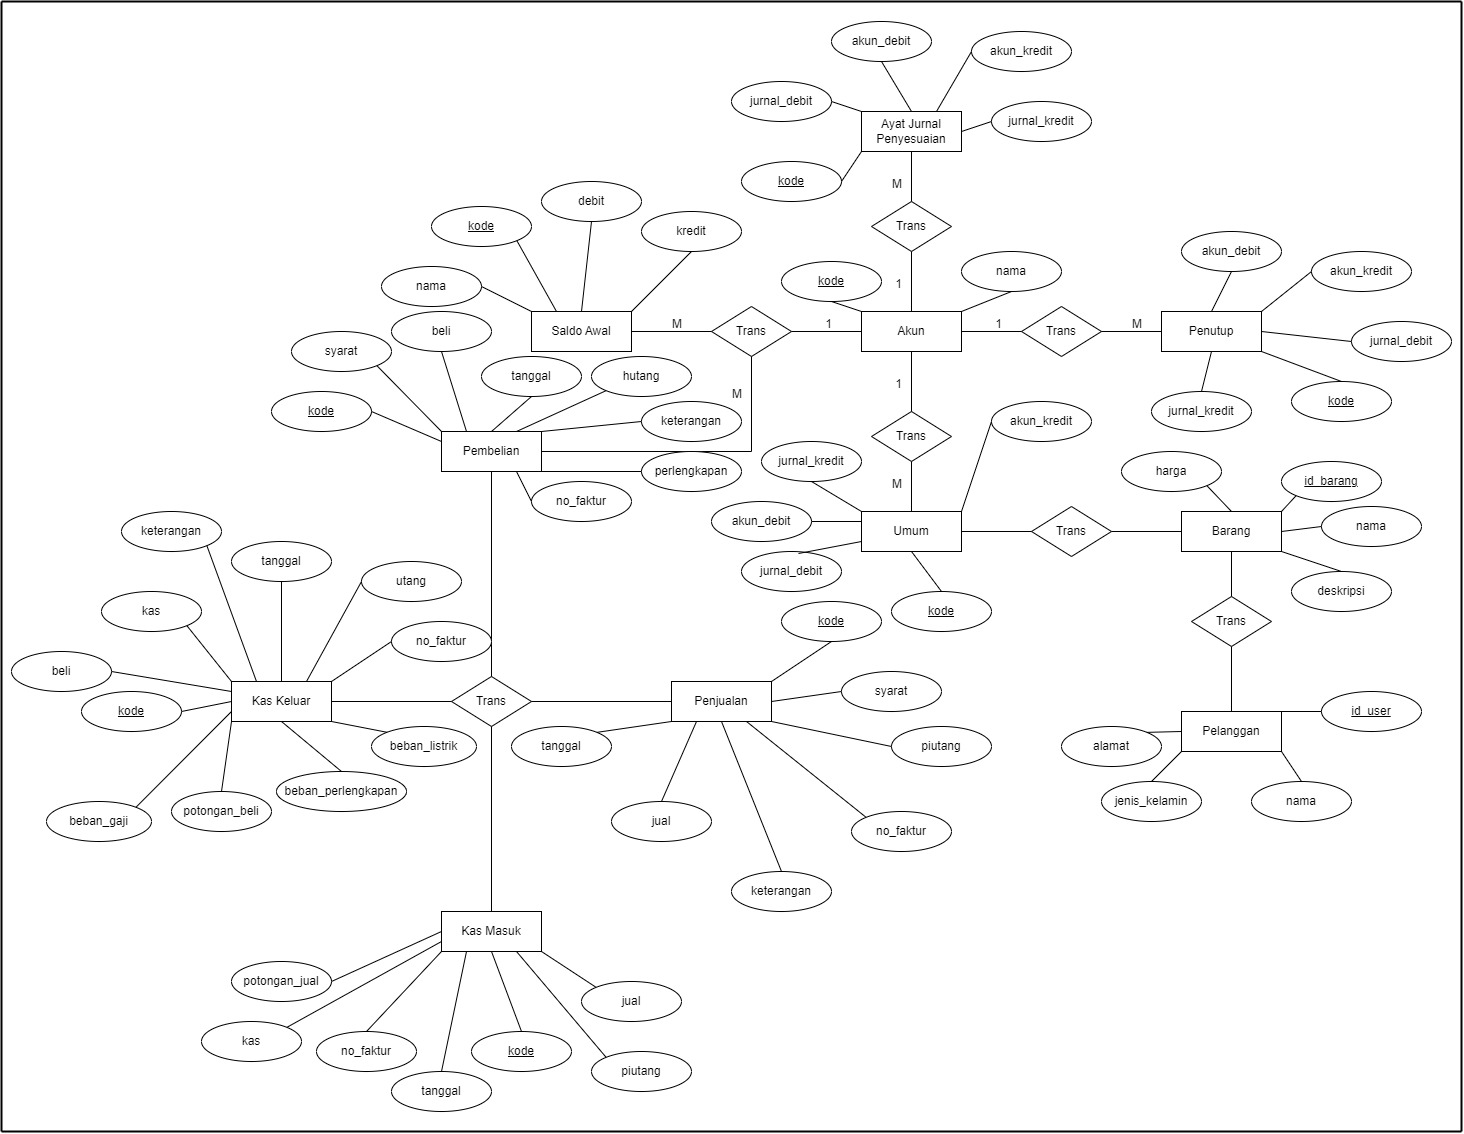 akun_debit
akun_kredit
jurnal_debit
jurnal_kredit
Ayat Jurnal
Penyesuaian
kode
M
Trans
1
kode
debit
kredit
nama
Saldo Awal
M
Trans
1
M
kode
nama
Akun
1
Trans
M
akun_debit
akun_kredit
Penutup
jurnal_debit
kode
jurnal_kredit
beli
syarat
kode
tanggal
hutang
keterangan
Pembelian
perlengkapan
no_faktur
1
Trans
M
akun_kredit
jurnal_kredit
akun_debit
Umum
jurnal_debit
kode
Trans
harga
id_barang
Barang
nama
deskripsi
Trans
id_user
Pelanggan
alamat
jenis_kelamin
nama
keterangan
tanggal
utang
kas
no_faktur
beli
kode
Kas Keluar
beban_listrik
beban_perlengkapan
potongan_beli
beban_gaji
Trans
kode
Penjualan
syarat
tanggal
piutang
jual
no_faktur
keterangan
Kas Masuk
potongan_jual
kas
no_faktur
tanggal
kode
piutang
jual